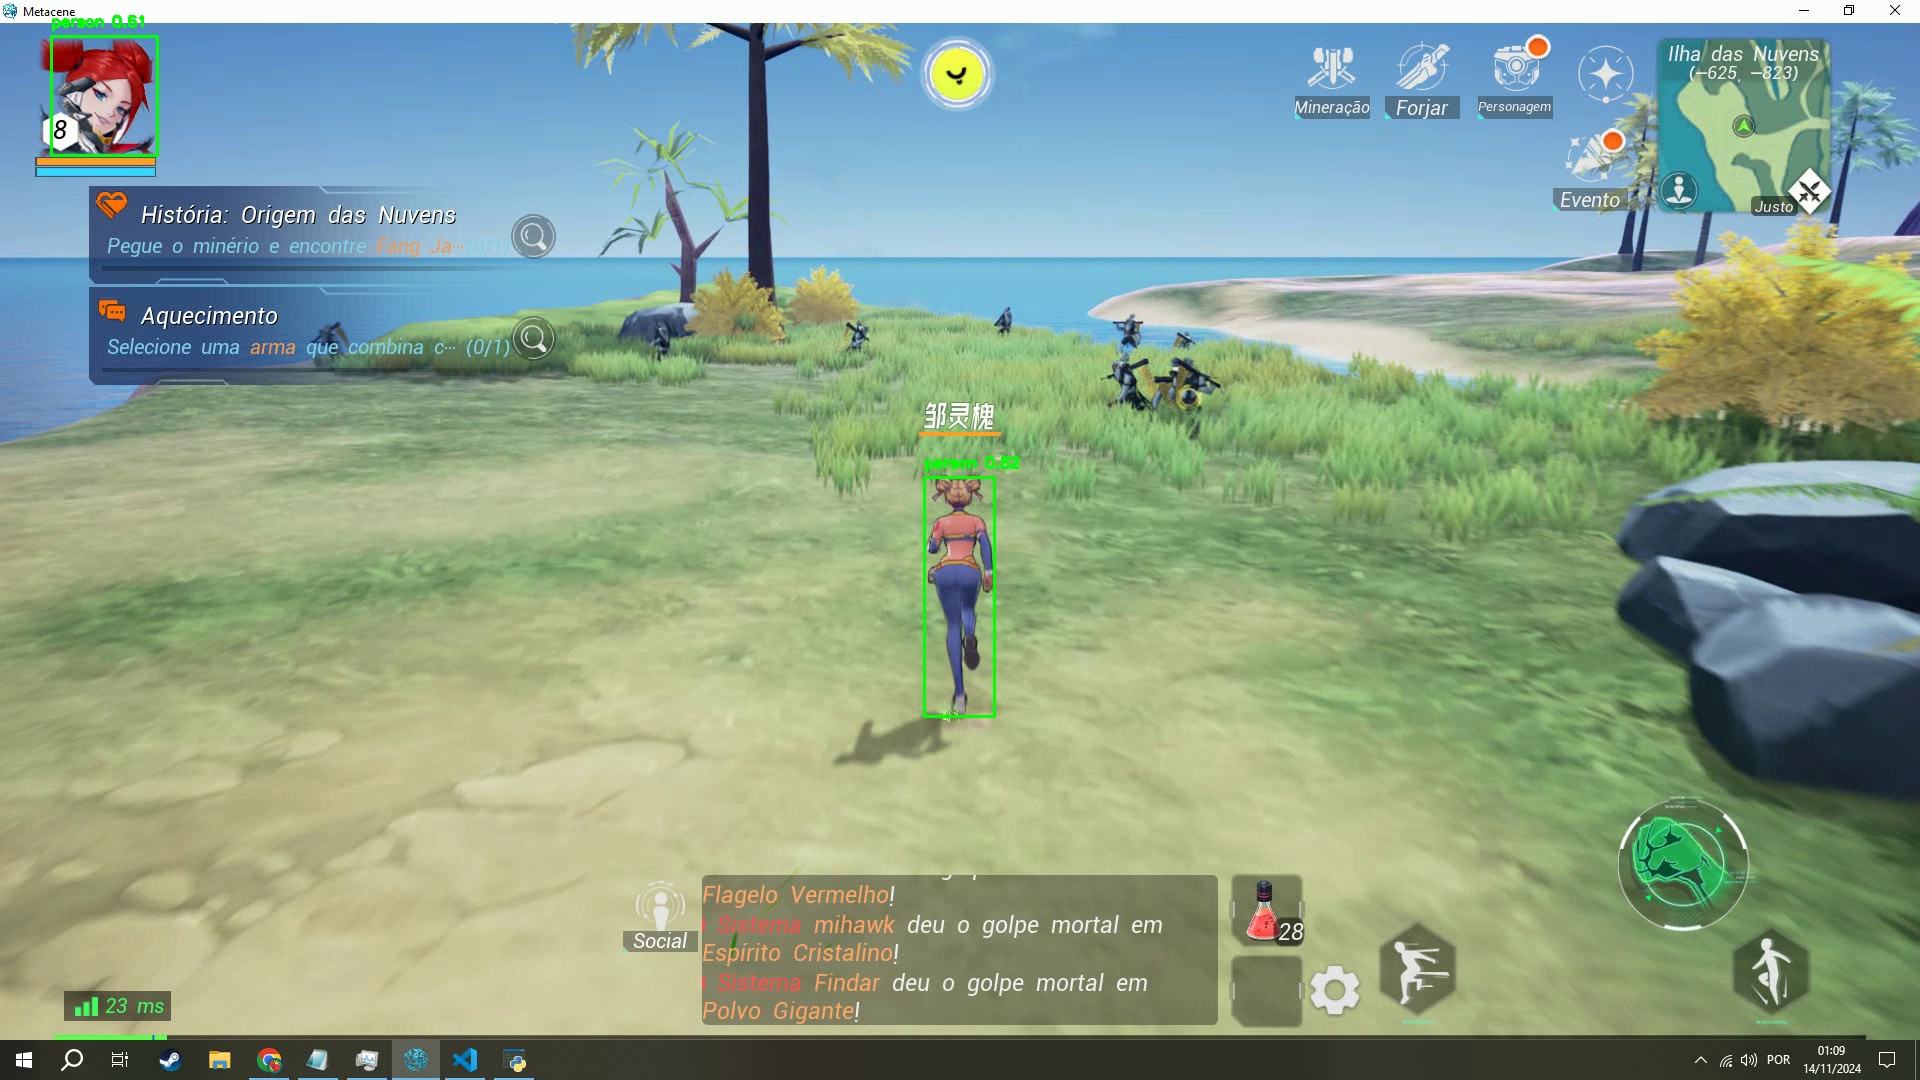 Metacene
person 0.51
8
História: Origem das Nuvens
Pegue o minério e encontre Fang Ja··· (0/1)
Aquecimento
Selecione uma arma que combina c··· (0/1)
Mineração
Forjar
Personagem
Evento
Ilha das Nuvens
(-625, -823)
Justo
邹灵槐
person 0.52
Flagelo Vermelho!
Sistema mihawk deu o golpe mortal em
Espírito Cristalino!
Sistema Findar deu o golpe mortal em
Polvo Gigante!
Social
28
23 ms
POR
01:09
14/11/2024